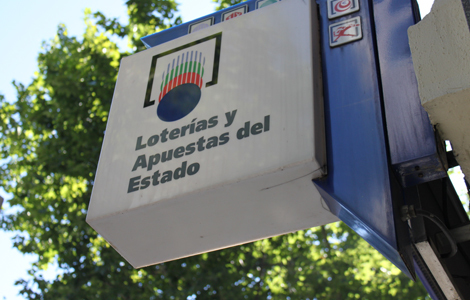 Loterías y
Apuestas del
Estado